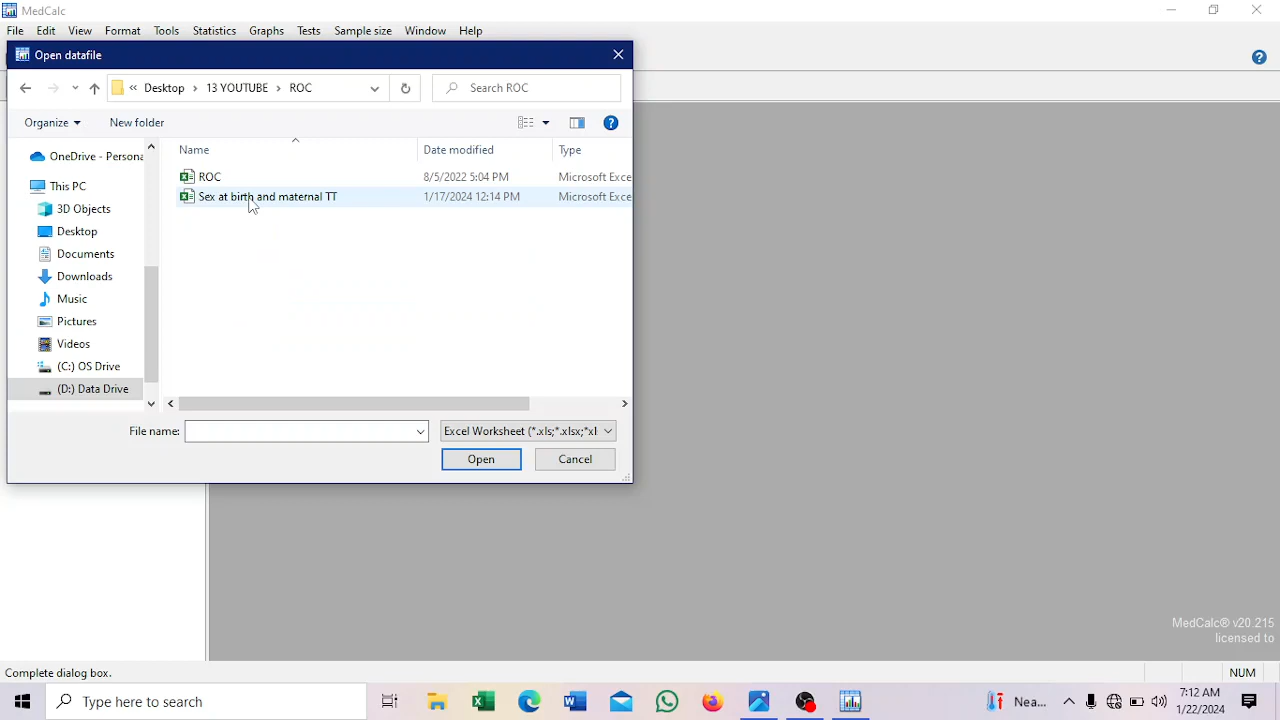 MedCalc
File Edit View Format Tools Statistics Graphs Tests Sample size Window Help
Open datafile
« Desktop › 13 YOUTUBE › ROC
Search ROC
Organize
New folder
Name Date modified Type
OneDrive - Persona
This PC
3D Objects
Desktop
Documents
Downloads
Music
Pictures
Videos
(C:) OS Drive
(D:) Data Drive
ROC 8/5/2022 5:04 PM Microsoft Exce
Sex at birth and maternal TT 1/17/2024 12:14 PM Microsoft Exce
File name:
Excel Worksheet (*.xls;*.xlsx;*xl
Open
Cancel
MedCalc® v20.215
licensed to
Complete dialog box.
NUM
Type here to search
Nea...
7:12 AM
1/22/2024